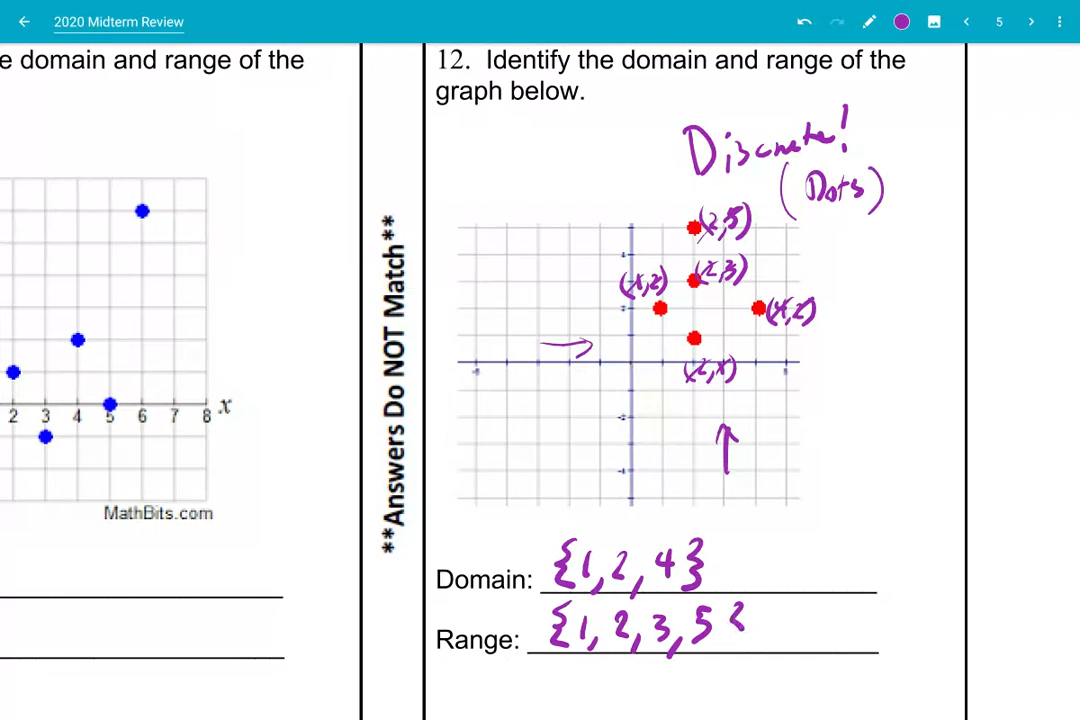 2020 Midterm Review
5
e domain and range of the
2 3 4 5 6 7 8 x
MathBits.com
**Answers Do NOT Match**
12. Identify the domain and range of the
graph below.
Discrete!
(Dots)
(2,5)
(2,3)
(1,2)
(4,2)
(2,1)
Domain: {1, 2, 4}
Range: {1, 2, 3, 5